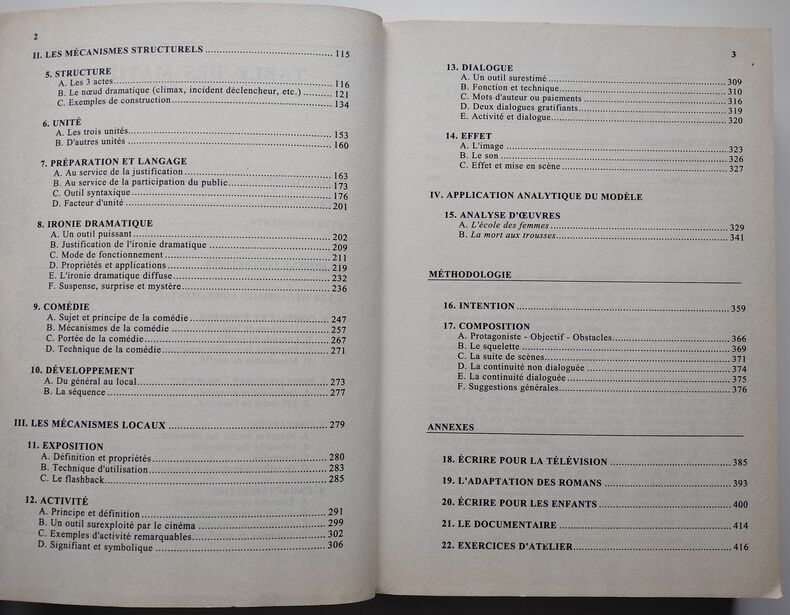 2
II. LES MÉCANISMES STRUCTURELS 115
5. STRUCTURE
A. Les 3 actes 116
B. Le nœud dramatique (climax, incident déclencheur, etc.) 121
C. Exemples de construction 134
6. UNITÉ
A. Les trois unités 153
B. D'autres unités 160
7. PRÉPARATION ET LANGAGE
A. Au service de la justification 163
B. Au service de la participation du public 173
C. Outil syntaxique 176
D. Facteur d'unité 201
8. IRONIE DRAMATIQUE
A. Un outil puissant 202
B. Justification de l'ironie dramatique 209
C. Mode de fonctionnement 211
D. Propriétés et applications 219
E. L'ironie dramatique diffuse 232
F. Suspense, surprise et mystère 236
9. COMÉDIE
A. Sujet et principe de la comédie 247
B. Mécanismes de la comédie 257
C. Portée de la comédie 267
D. Technique de la comédie 271
10. DÉVELOPPEMENT
A. Du général au local 273
B. La séquence 277
III. LES MÉCANISMES LOCAUX 279
11. EXPOSITION
A. Définition et propriétés 280
B. Technique d'utilisation 283
C. Le flashback 285
12. ACTIVITÉ
A. Principe et définition 291
B. Un outil surexploité par le cinéma 299
C. Exemples d'activité remarquables 302
D. Signifiant et symbolique 306
3
13. DIALOGUE
A. Un outil surestimé 309
B. Fonction et technique 310
C. Mots d'auteur ou paiements 316
D. Deux dialogues gratifiants 319
E. Activité et dialogue 320
14. EFFET
A. L'image 323
B. Le son 326
C. Effet et mise en scène 327
IV. APPLICATION ANALYTIQUE DU MODÈLE
15. ANALYSE D'ŒUVRES
A. L'école des femmes 329
B. La mort aux trousses 341
MÉTHODOLOGIE
16. INTENTION 359
17. COMPOSITION
A. Protagoniste - Objectif - Obstacles 366
B. Le squelette 369
C. La suite de scènes 371
D. La continuité non dialoguée 374
E. La continuité dialoguée 375
F. Suggestions générales 376
ANNEXES
18. ÉCRIRE POUR LA TÉLÉVISION 385
19. L'ADAPTATION DES ROMANS 393
20. ÉCRIRE POUR LES ENFANTS 400
21. LE DOCUMENTAIRE 414
22. EXERCICES D'ATELIER 416